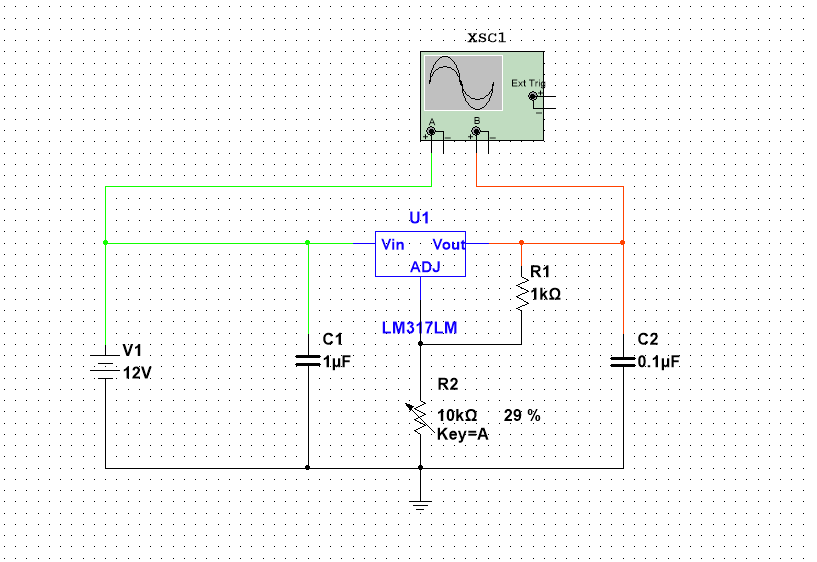 XSC1
Ext Trig
+
_
A
B
+
_
+
_
U1
Vin
Vout
ADJ
R1
1kΩ
LM317LM
V1
12V
C1
1µF
C2
0.1µF
R2
10kΩ
29 %
Key=A